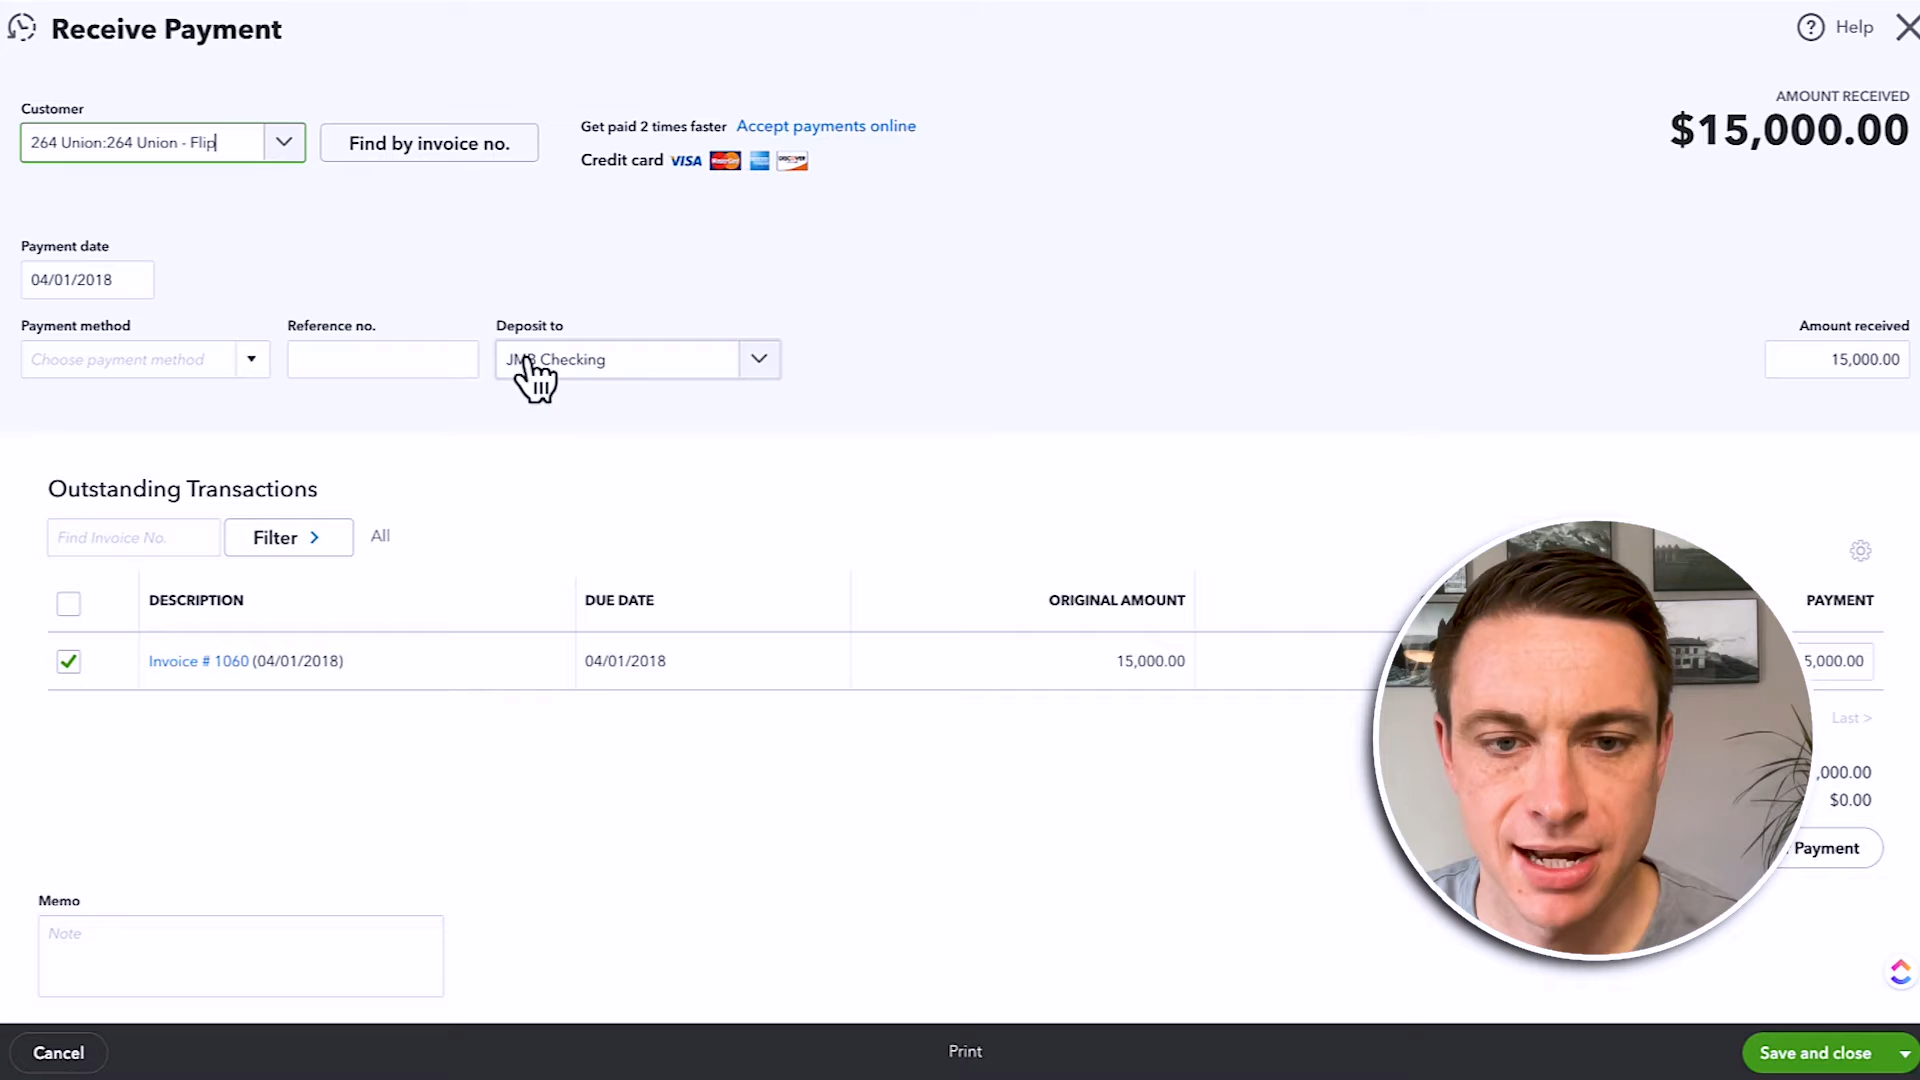 Receive Payment
Help
Customer
264 Union:264 Union - Flip
Find by invoice no.
Get paid 2 times faster Accept payments online
Credit card VISA
AMOUNT RECEIVED
$15,000.00
Payment date
04/01/2018
Payment method
Reference no.
Deposit to
Amount received
Choose payment method
JMB Checking
15,000.00
Outstanding Transactions
Find Invoice No.
Filter >
All
DESCRIPTION
DUE DATE
ORIGINAL AMOUNT
PAYMENT
Invoice # 1060 (04/01/2018)
04/01/2018
15,000.00
5,000.00
Last >
,000.00
$0.00
Payment
Memo
Note
Cancel
Print
Save and close